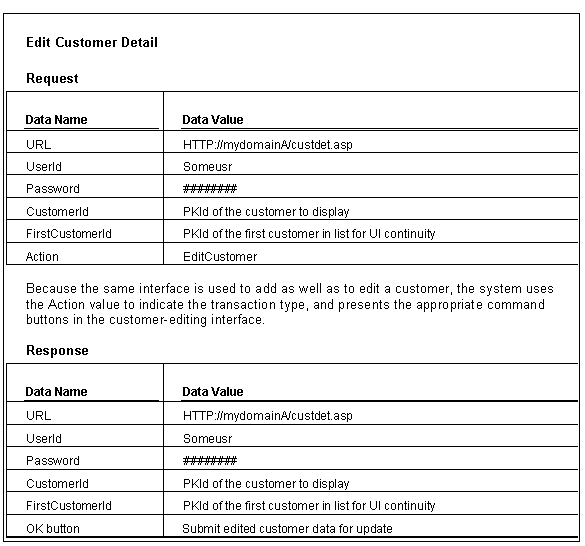 Edit Customer Detail
Request
Data Name Data Value
URL HTTP://mydomainA/custdet.asp
UserId Someusr
Password ########
CustomerId PKId of the customer to display
FirstCustomerId PKId of the first customer in list for UI continuity
Action EditCustomer
Because the same interface is used to add as well as to edit a customer, the system uses
the Action value to indicate the transaction type, and presents the appropriate command
buttons in the customer-editing interface.
Response
Data Name Data Value
URL HTTP://mydomainA/custdet.asp
UserId Someusr
Password ########
CustomerId PKId of the customer to display
FirstCustomerId PKId of the first customer in list for UI continuity
OK button Submit edited customer data for update